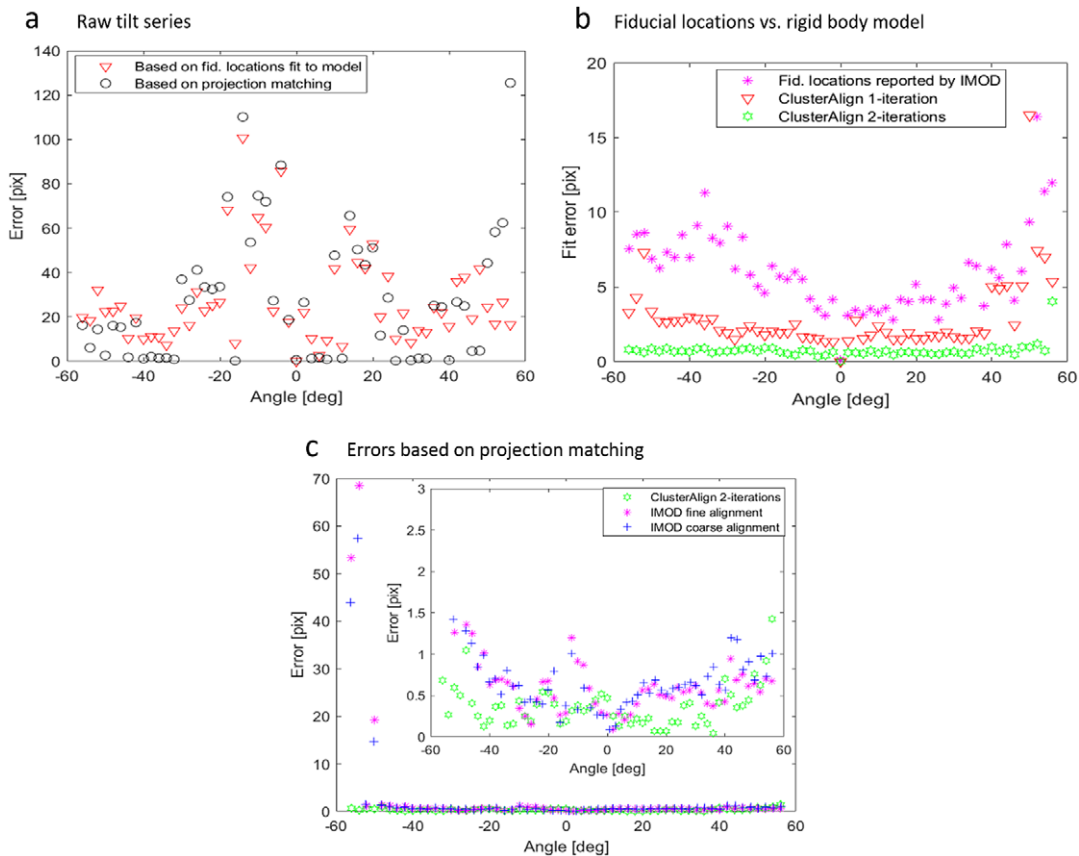 a Raw tilt series
140
120
100
80
60
40
20
0
-60 -40 -20 0 20 40 60
Error [pix]
Angle [deg]
Based on fid. locations fit to model
Based on projection matching
b Fiducial locations vs. rigid body model
20
15
10
5
0
-60 -40 -20 0 20 40 60 80
Fit error [pix]
Angle [deg]
Fid. locations reported by IMOD
ClusterAlign 1-iteration
ClusterAlign 2-iterations
c Errors based on projection matching
70
60
50
40
30
20
10
0
-60 -40 -20 0 20 40 60
Error [pix]
Angle [deg]
3
2.5
2
1.5
1
0.5
0
-60 -40 -20 0 20 40 60
Error [pix]
Angle [deg]
ClusterAlign 2-iterations
IMOD fine alignment
IMOD coarse alignment